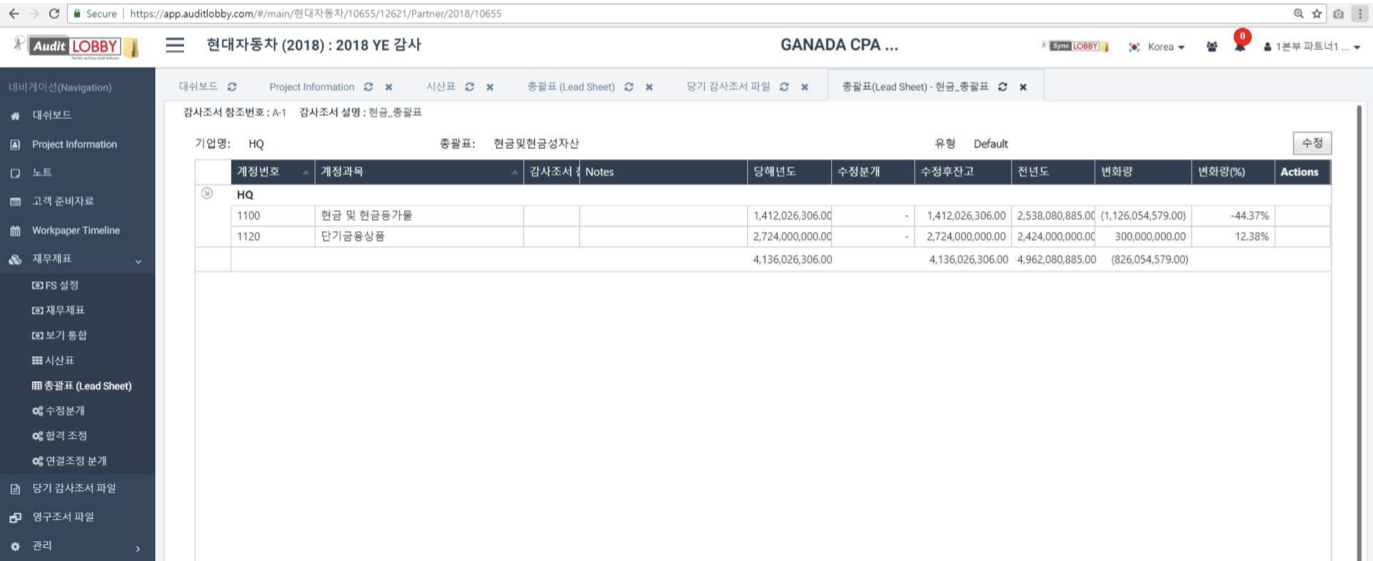 Secure https://app.auditlobby.com/#/main/현대자동차/10655/12621/Partner/2018/10655
Audit LOBBY 현대자동차 (2018) : 2018 YE 감사 GANADA CPA ... Sync LOBBY Korea 0 1본부 파트너1 ...
네비게이션(Navigation)
대쉬보드 Project Information 시산표 총괄표 (Lead Sheet) 당기 감사조서 파일 총괄표(Lead Sheet) - 현금_총괄표
감사조서 참조번호 : A-1 감사조서 설명 : 현금_총괄표
기업명: HQ 총괄표: 현금및현금성자산 유형 Default 수정
계정번호 계정과목 감사조서 Notes 당해년도 수정분개 수정후잔고 전년도 변화량 변화량(%) Actions
HQ
1100 현금 및 현금등가물 1,412,026,306.00 - 1,412,026,306.00 2,538,080,885.00 (1,126,054,579.00) -44.37%
1120 단기금융상품 2,724,000,000.00 - 2,724,000,000.00 2,424,000,000.00 300,000,000.00 12.38%
4,136,026,306.00 4,136,026,306.00 4,962,080,885.00 (826,054,579.00)
대쉬보드
Project Information
노트
고객 준비자료
Workpaper Timeline
재무제표
FS 설정
재무제표
보기 통합
시산표
총괄표 (Lead Sheet)
수정분개
합격 조정
연결조정 분개
당기 감사조서 파일
영구조서 파일
관리